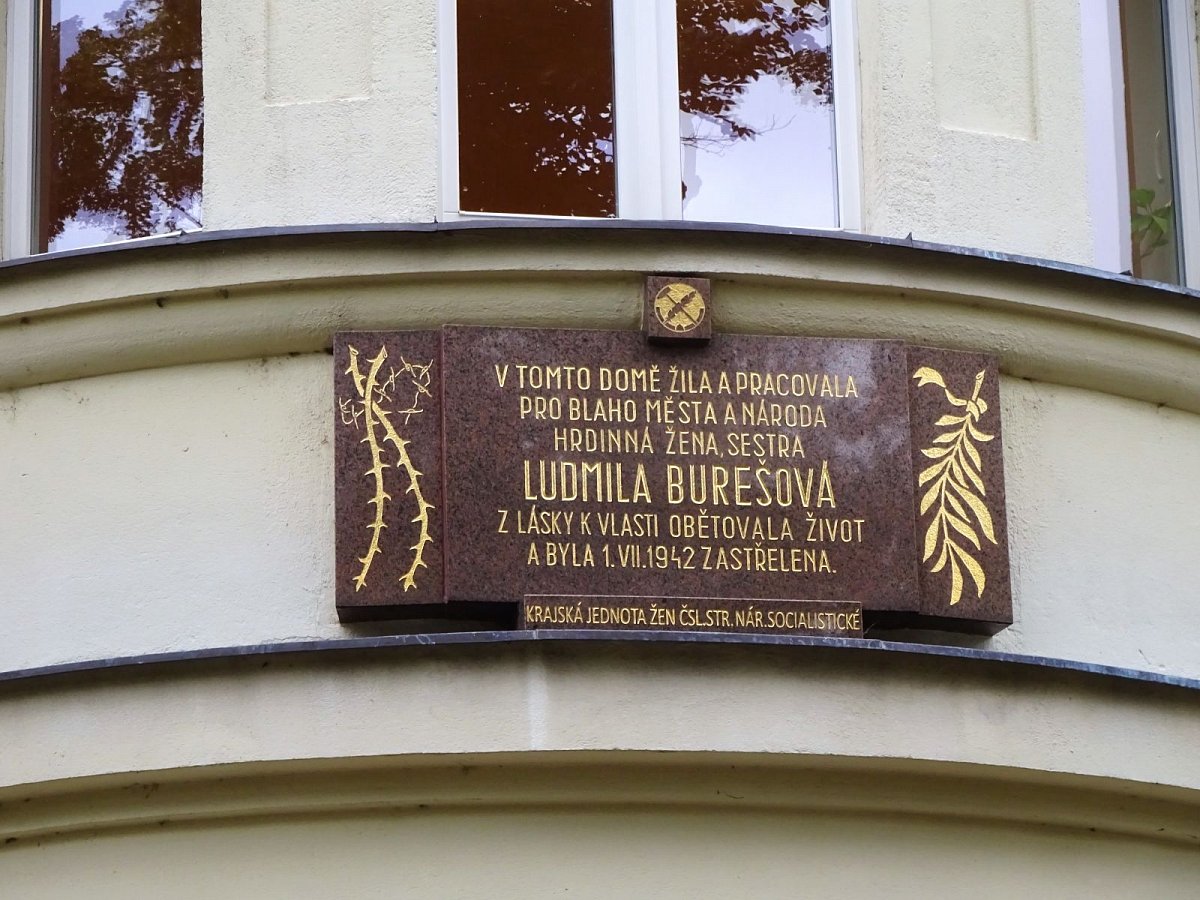 V TOMTO DOMĚ ŽILA A PRACOVALA
PRO BLAHO MĚSTA A NÁRODA
HRDINNÁ ŽENA, SESTRA
LUDMILA BUREŠOVÁ
Z LÁSKY K VLASTI OBĚTOVALA ŽIVOT
A BYLA 1. VII. 1942 ZASTŘELENA.
KRAJSKÁ JEDNOTA ŽEN ČSL. STR. NÁR. SOCIALISTICKÉ